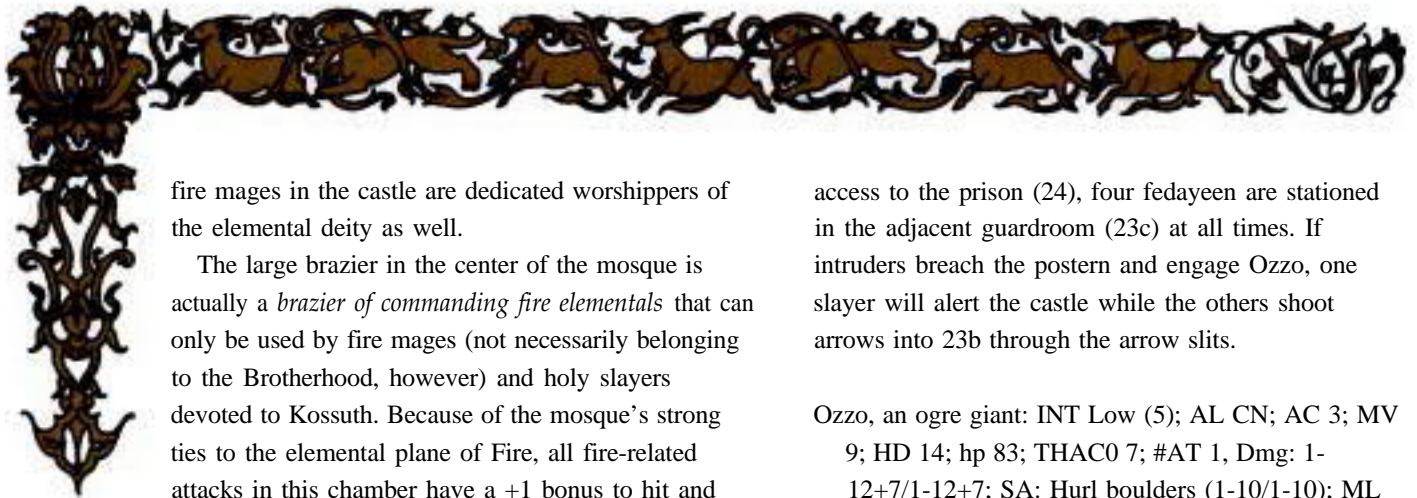 fire mages in the castle are dedicated worshippers of
the elemental deity as well.
The large brazier in the center of the mosque is
actually a brazier of commanding fire elementals that can
only be used by fire mages (not necessarily belonging
to the Brotherhood, however) and holy slayers
devoted to Kossuth. Because of the mosque’s strong
ties to the elemental plane of Fire, all fire-related
attacks in this chamber have a +1 bonus to hit and
access to the prison (24), four fedayeen are stationed
in the adjacent guardroom (23c) at all times. If
intruders breach the postern and engage Ozzo, one
slayer will alert the castle while the others shoot
arrows into 23b through the arrow slits.
Ozzo, an ogre giant: INT Low (5); AL CN; AC 3; MV
9; HD 14; hp 83; THAC0 7; #AT 1, Dmg: 1-
12+7/1-12+7; SA: Hurl boulders (1-10/1-10); ML